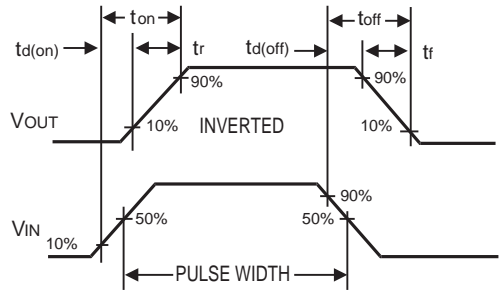 ton
toff
td(on)
tr
td(off)
tf
90%
90%
VOUT
10%
INVERTED
10%
90%
VIN
50%
50%
10%
PULSE WIDTH